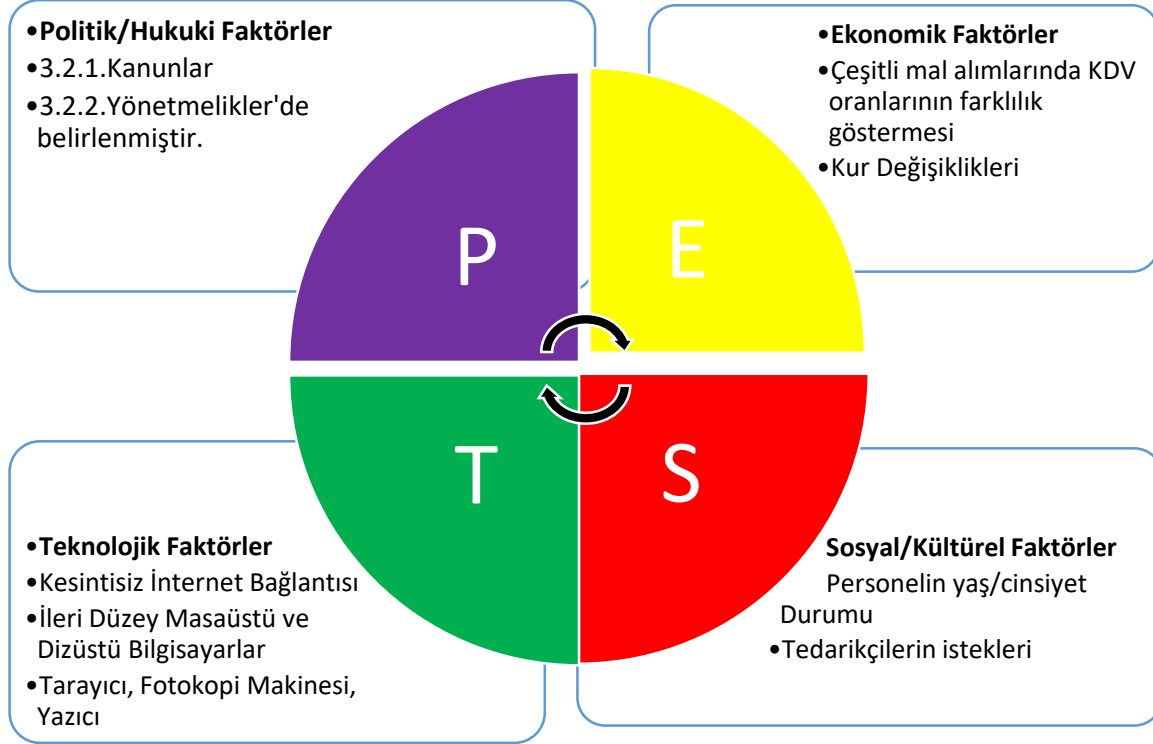 •Politik/Hukuki Faktörler
•3.2.1.Kanunlar
•3.2.2.Yönetmelikler'de
belirlenmiştir.
•Ekonomik Faktörler
•Çeşitli mal alımlarında KDV
oranlarının farklılık
göstermesi
•Kur Değişiklikleri
P
E
T
S
•Teknolojik Faktörler
•Kesintisiz İnternet Bağlantısı
•İleri Düzey Masaüstü ve
Dizüstü Bilgisayarlar
•Tarayıcı, Fotokopi Makinesi,
Yazıcı
Sosyal/Kültürel Faktörler
Personelin yaş/cinsiyet
Durumu
•Tedarikçilerin istekleri